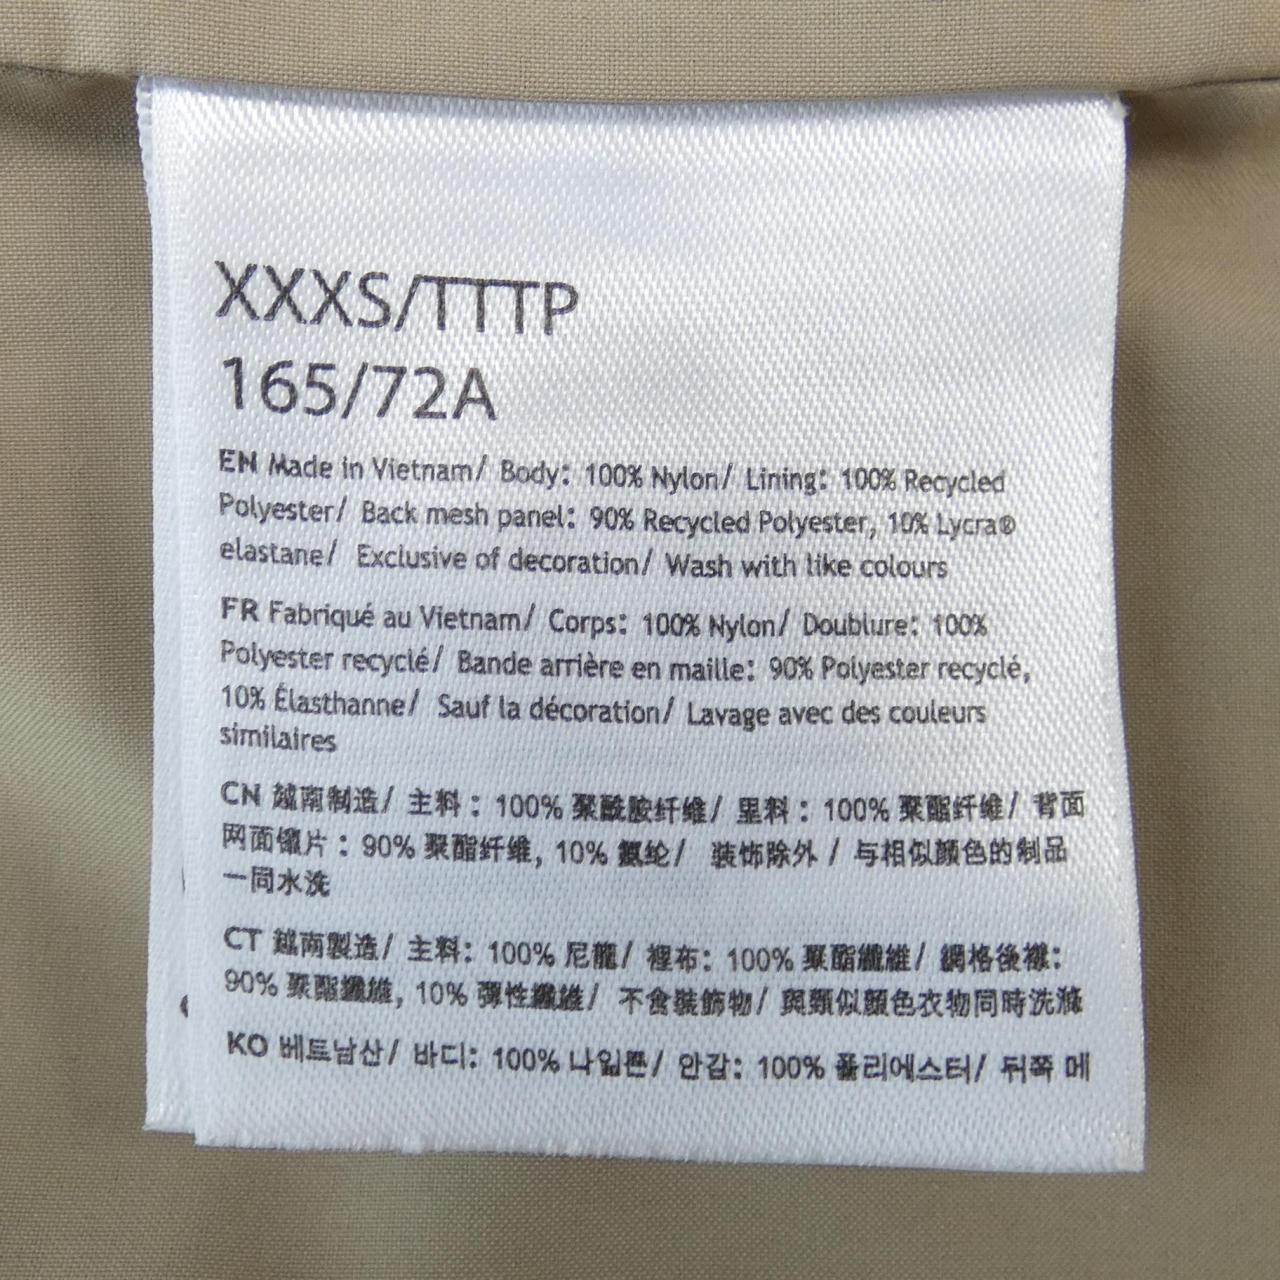 XXXS/TTTP
165/72A
EN Made in Vietnam/ Body: 100% Nylon/ Lining: 100% Recycled
Polyester/ Back mesh panel: 90% Recycled Polyester, 10% Lycra®
elastane/ Exclusive of decoration/ Wash with like colours
FR Fabriqué au Vietnam/ Corps: 100% Nylon/ Doublure: 100%
Polyester recyclé/ Bande arrière en maille: 90% Polyester recyclé,
10% Élasthanne/ Sauf la décoration/ Lavage avec des couleurs
similaires
CN 越南制造/ 主料：100% 聚酰胺纤维/ 里料：100% 聚酯纤维/ 背面
网面镶片：90% 聚酯纤维, 10% 氨纶/ 装饰除外 / 与相似颜色的制品
一同水洗
CT 越南製造/ 主料: 100% 尼龍/ 裡布: 100% 聚酯纖維/ 網格後襟:
90% 聚酯纖維, 10% 彈性纖維/ 不含裝飾物/ 與類似顏色衣物同時洗滌
KO 베트남산/ 바디: 100% 나일론/ 안감: 100% 폴리에스터/ 뒤쪽 메